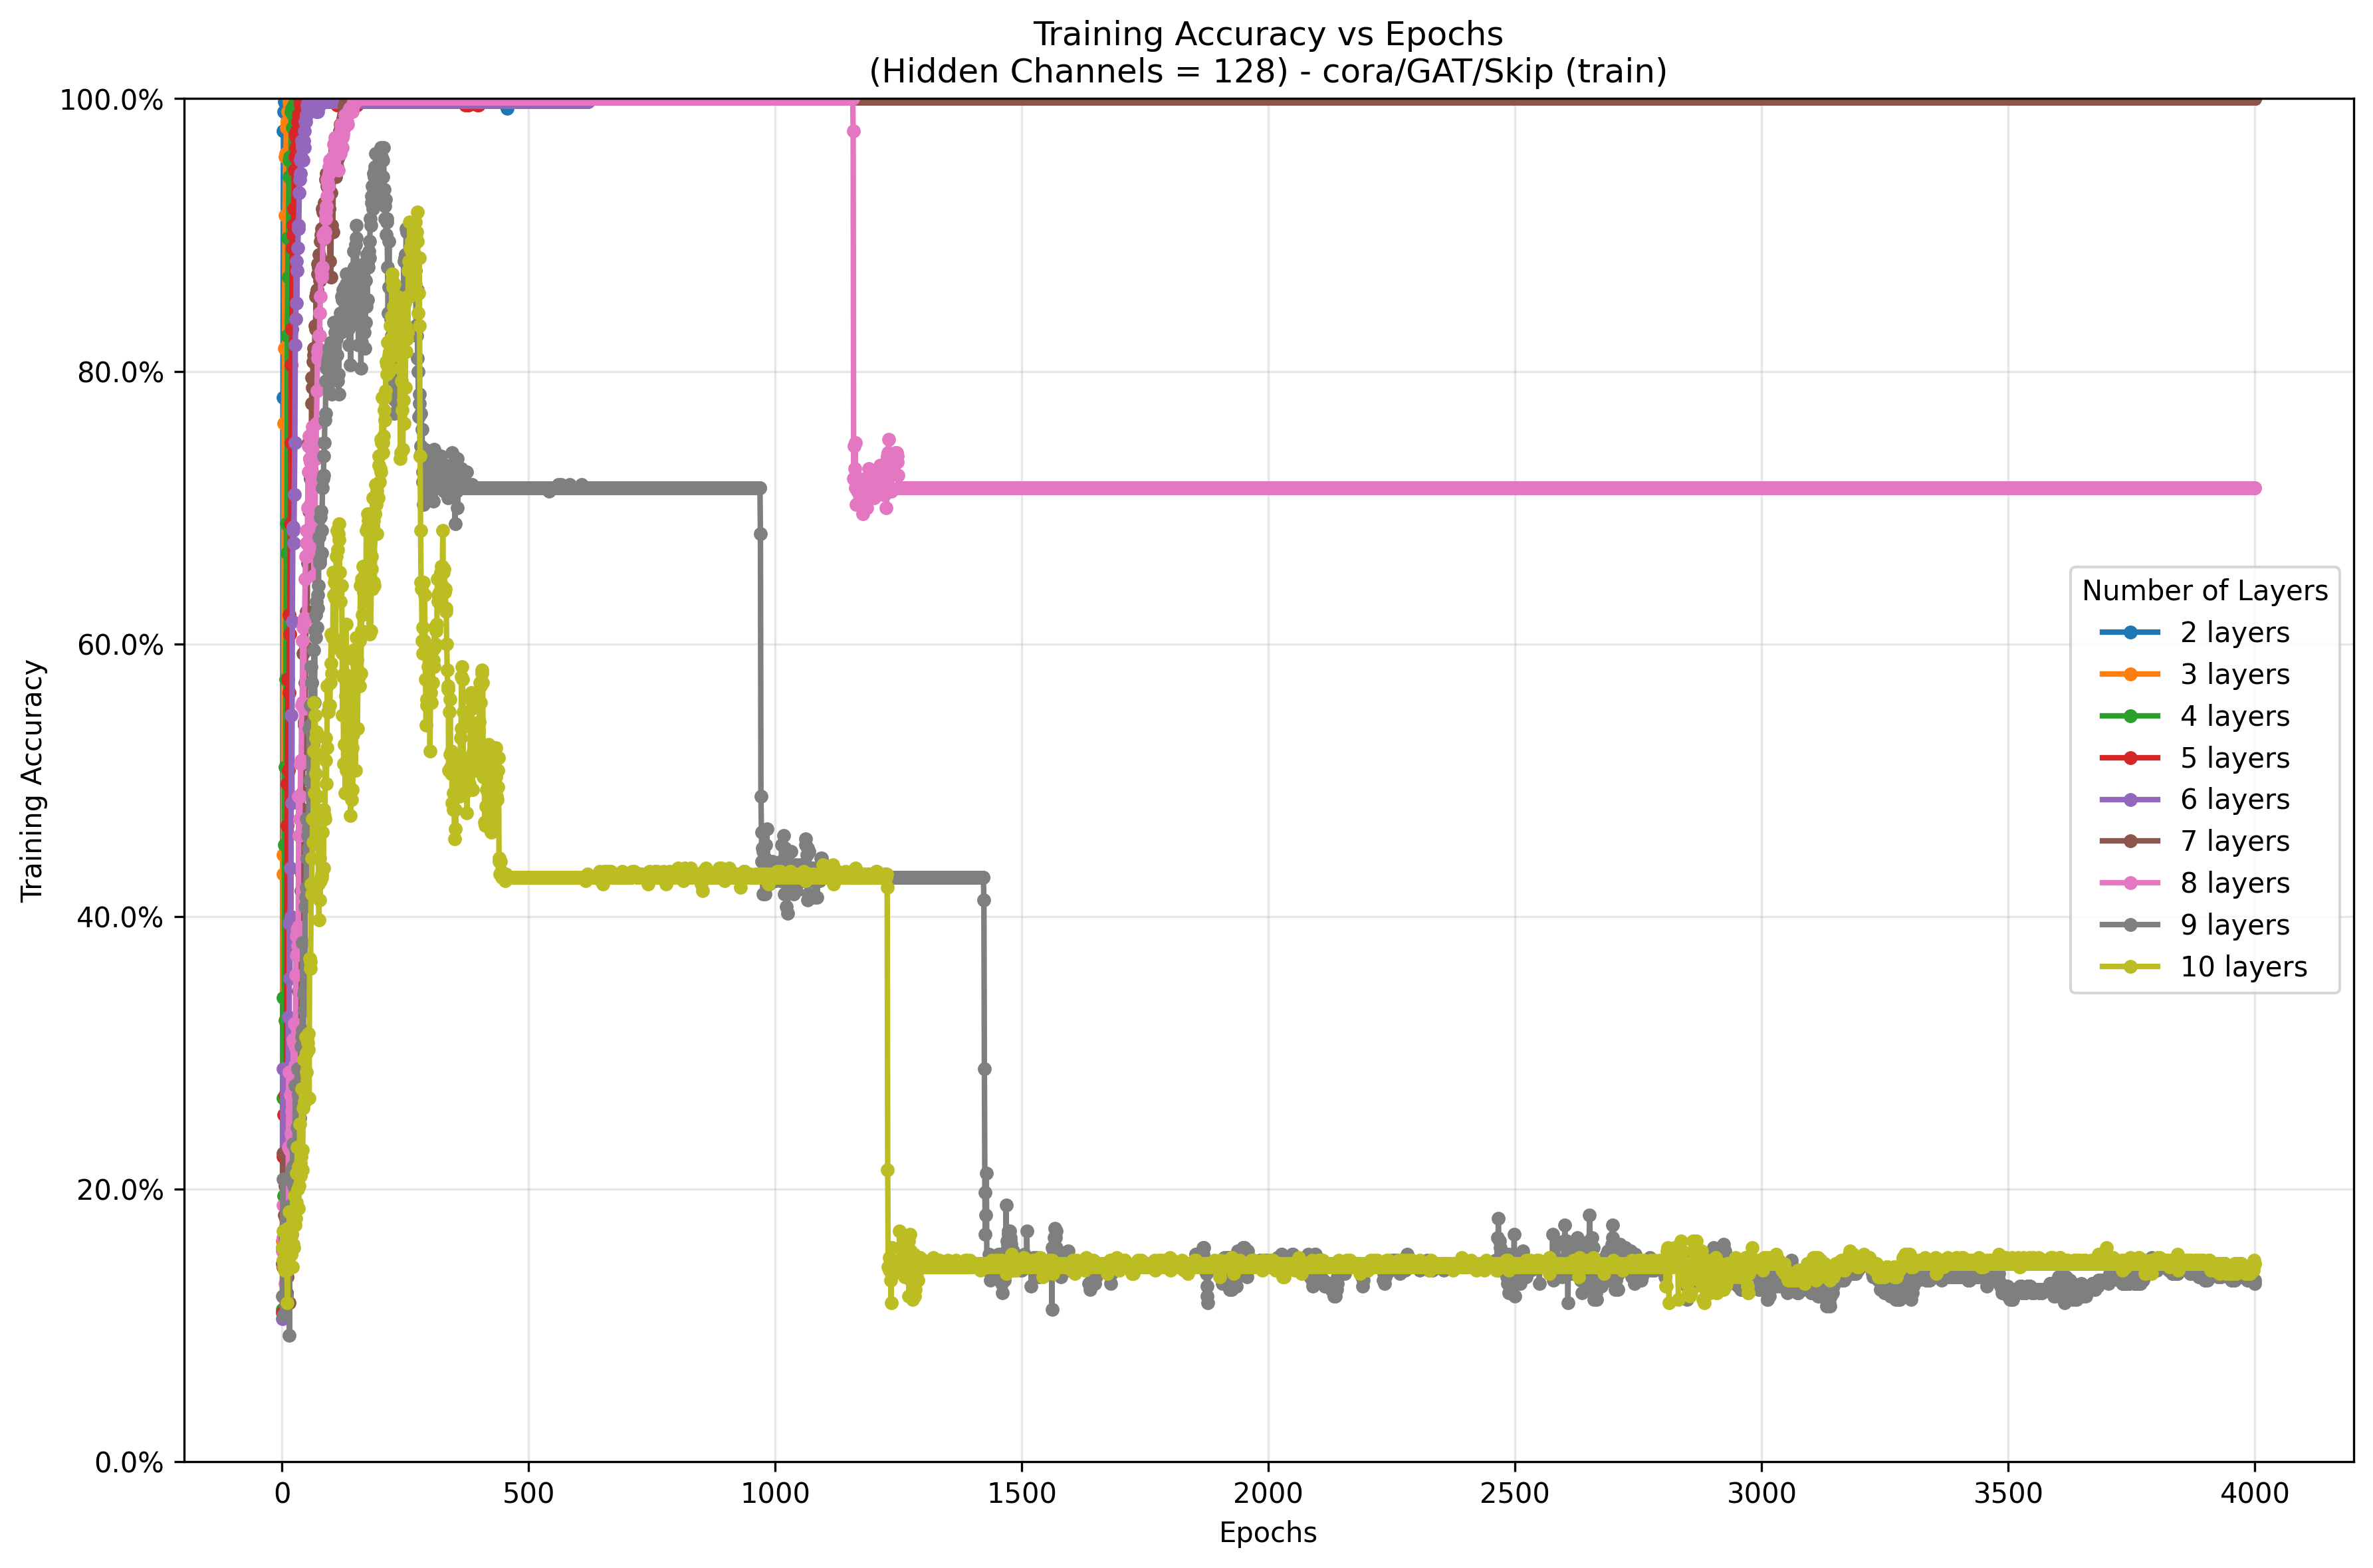 Training Accuracy vs Epochs
(Hidden Channels = 128) - cora/GAT/Skip (train)
100.0%
80.0%
60.0%
40.0%
20.0%
0.0%
Training Accuracy
Number of Layers
2 layers
3 layers
4 layers
5 layers
6 layers
7 layers
8 layers
9 layers
10 layers
0 500 1000 1500 2000 2500 3000 3500 4000
Epochs